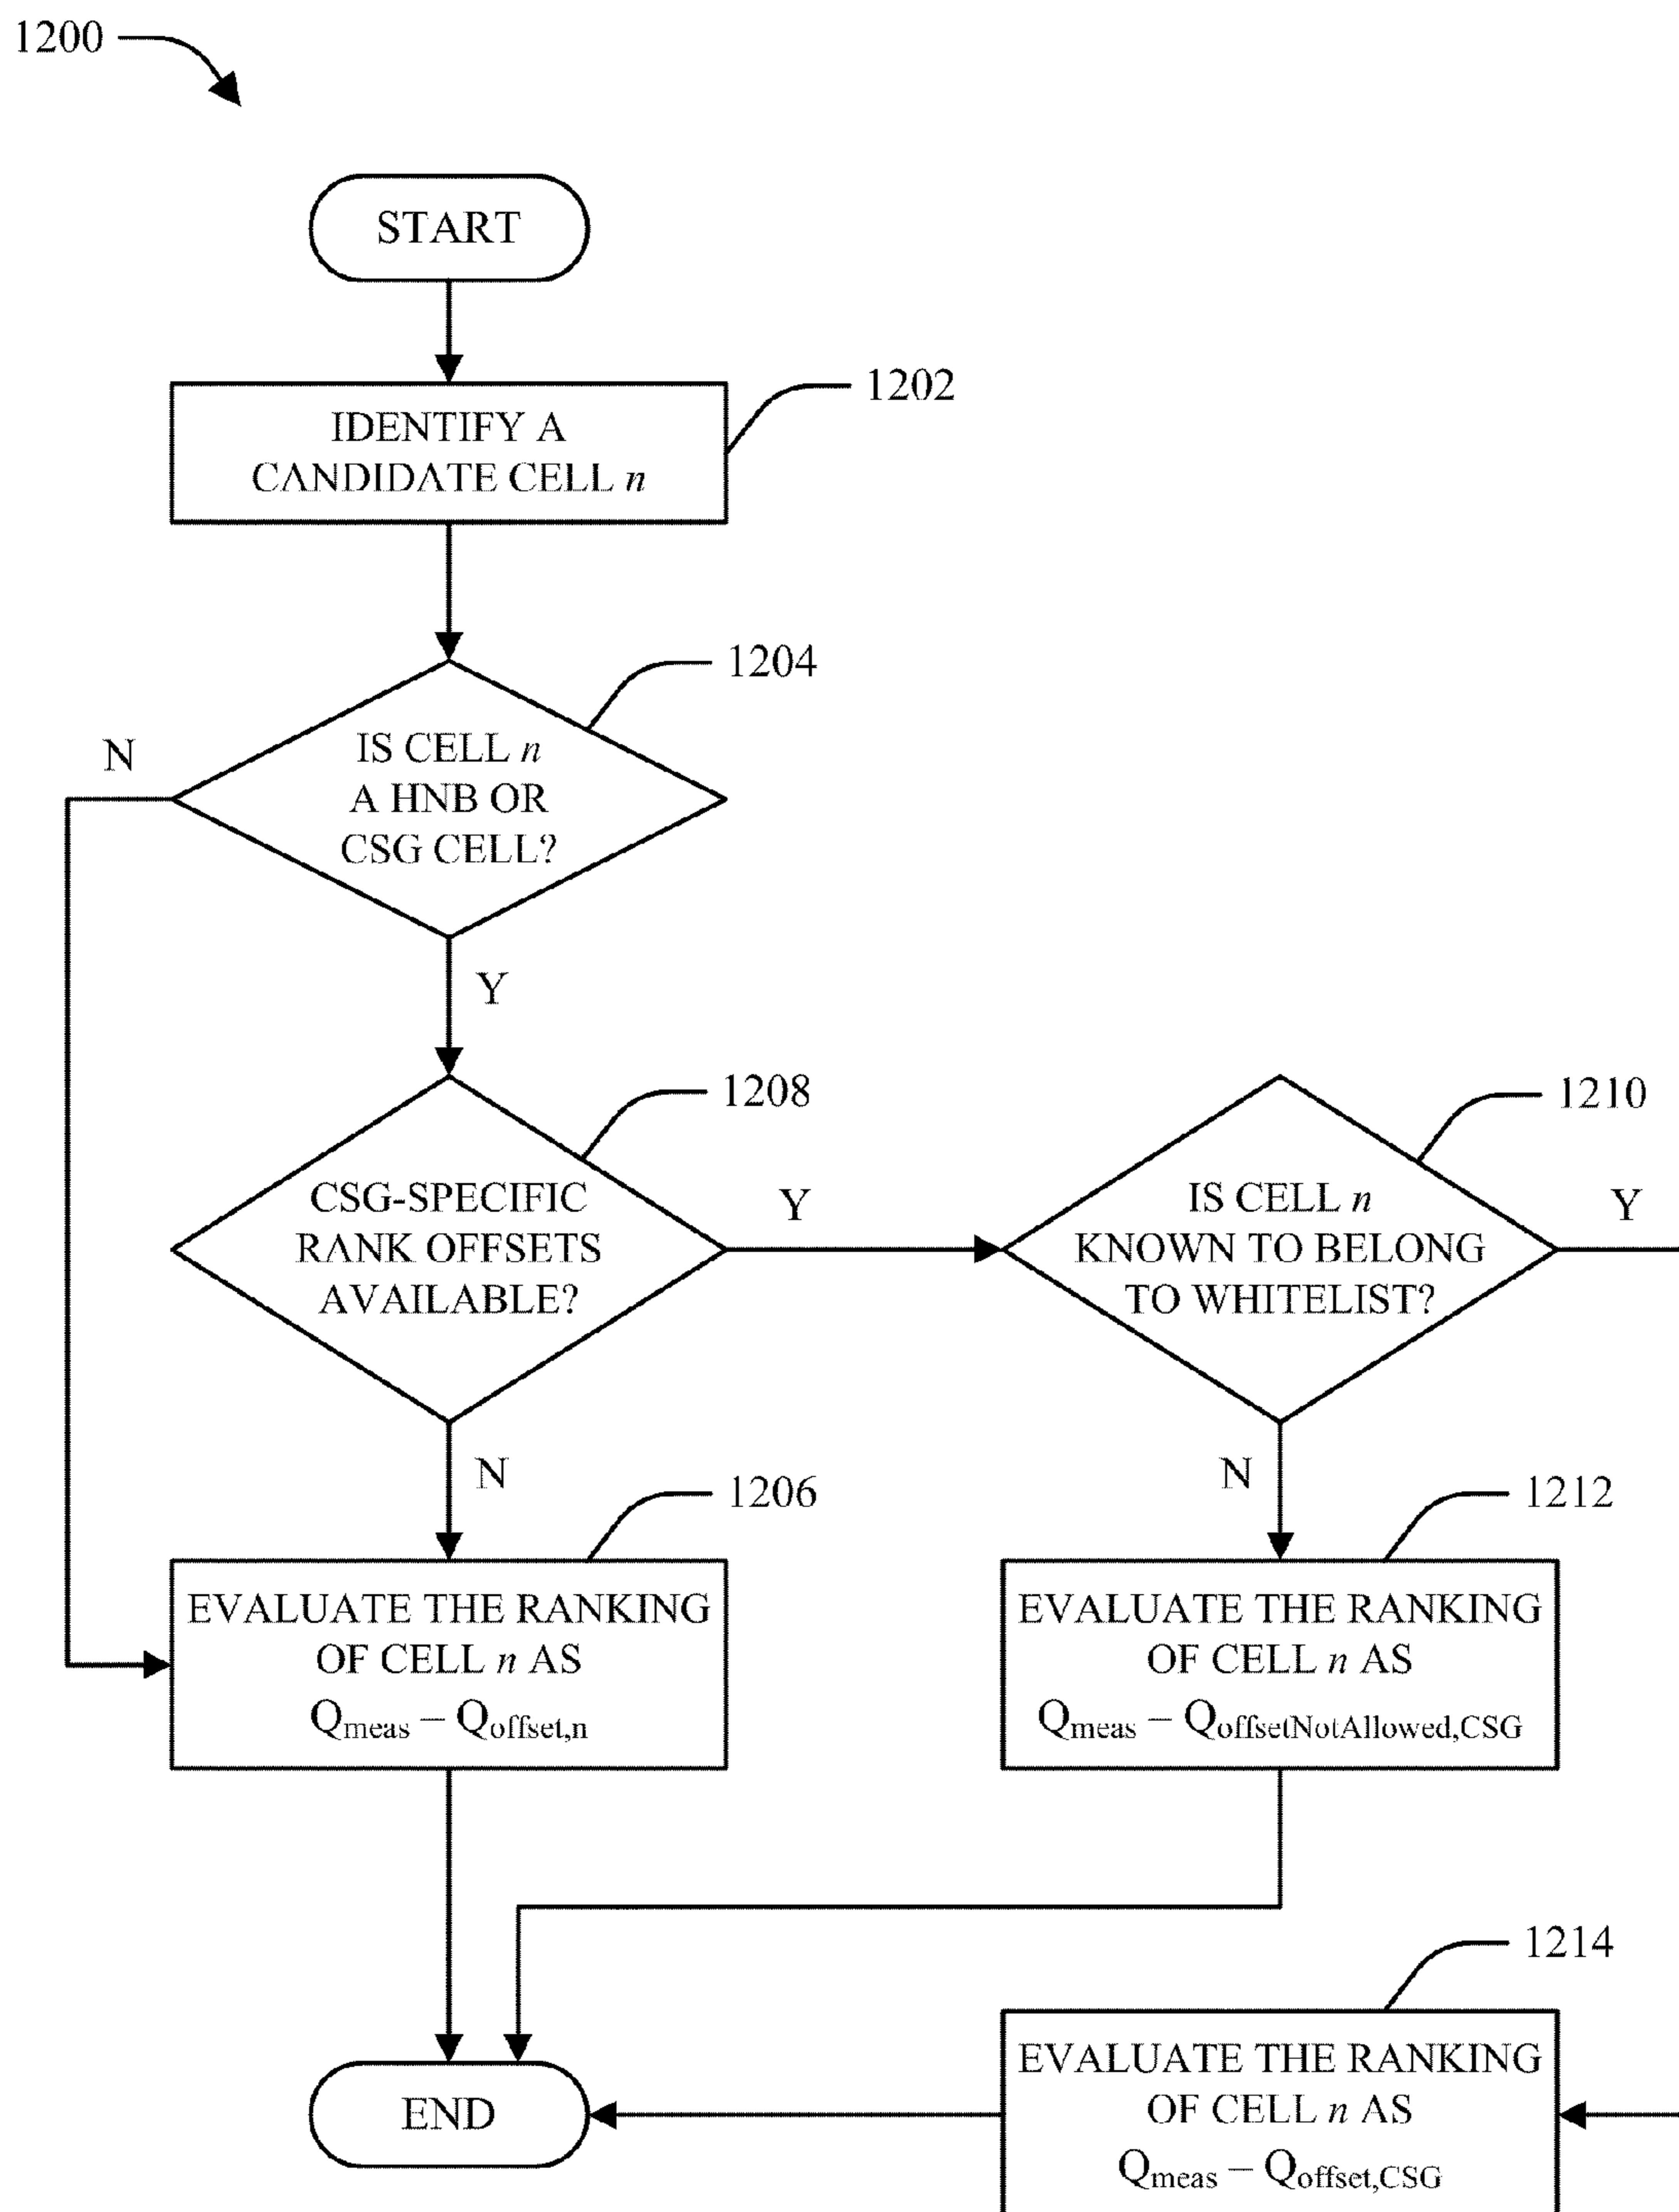 1200
START
1202
IDENTIFY A
CANDIDATE CELL n
1204
N
IS CELL n
A HNB OR
CSG CELL?
Y
1208
CSG-SPECIFIC
RANK OFFSETS
AVAILABLE?
Y
1210
IS CELL n
KNOWN TO BELONG
TO WHITELIST?
Y
N
1206
EVALUATE THE RANKING
OF CELL n AS
Qmeas – Qoffset,n
N
1212
EVALUATE THE RANKING
OF CELL n AS
Qmeas – QoffsetNotAllowed,CSG
1214
EVALUATE THE RANKING
OF CELL n AS
Qmeas – Qoffset,CSG
END